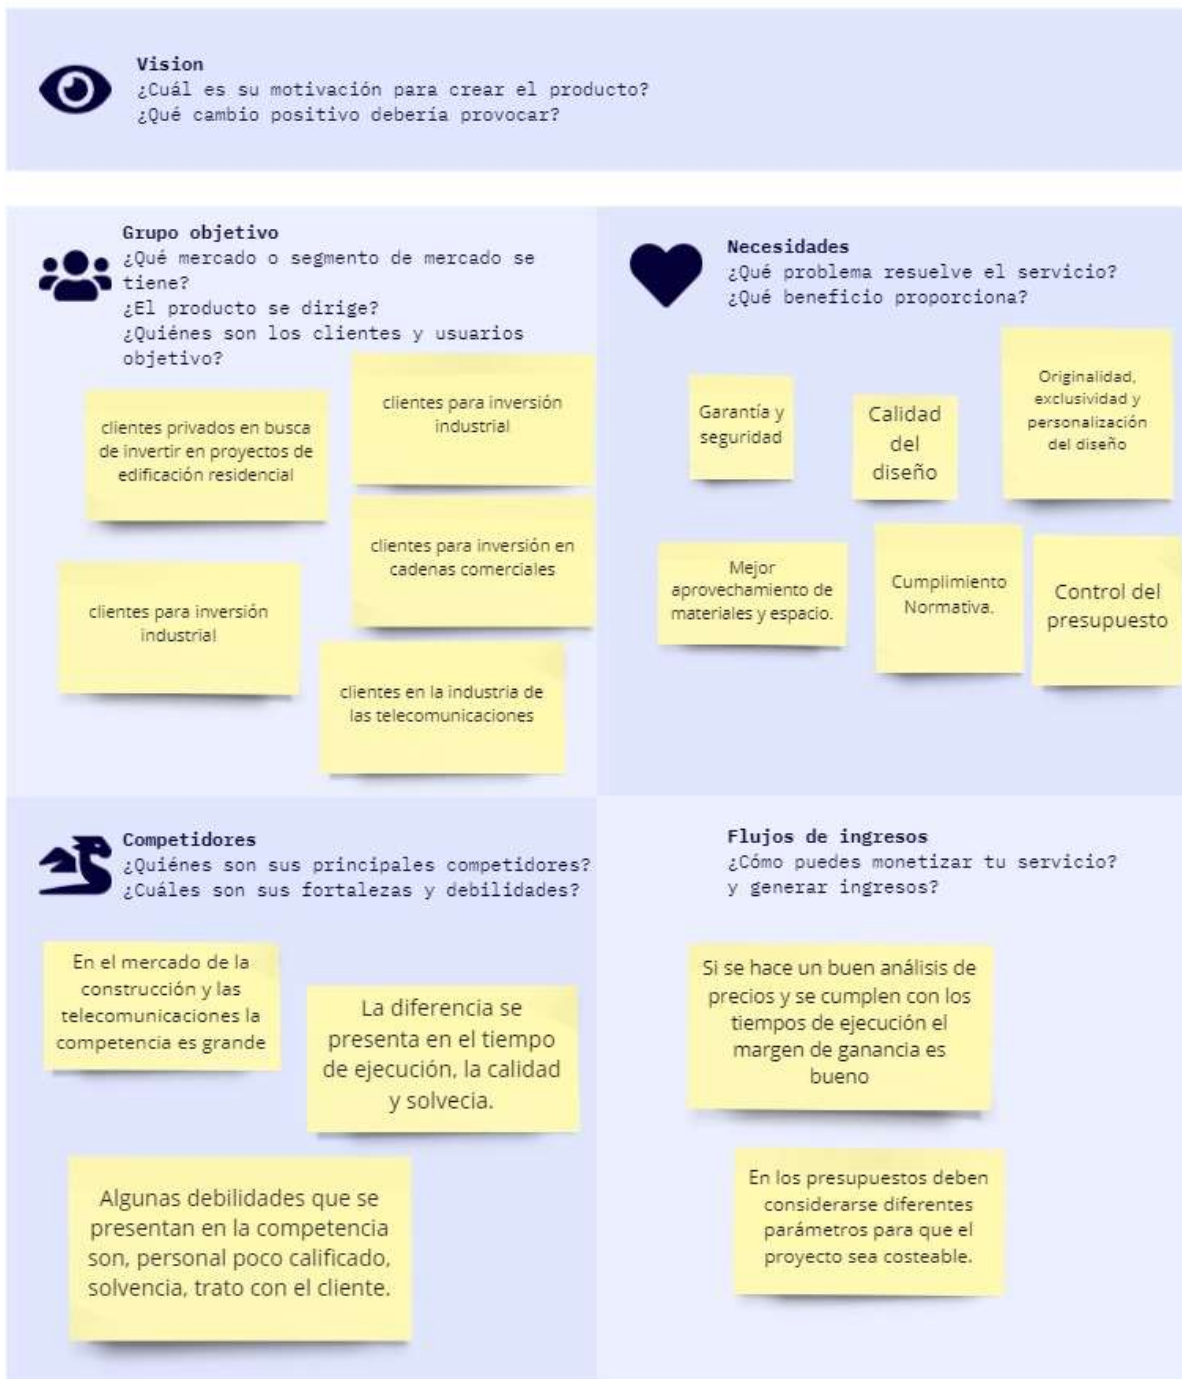 Vision
¿Cuál es su motivación para crear el producto?
¿Qué cambio positivo debería provocar?
Grupo objetivo
¿Qué mercado o segmento de mercado se
tiene?
¿El producto se dirige?
¿Quiénes son los clientes y usuarios
objetivo?
clientes privados en busca
de invertir en proyectos de
edificación residencial
clientes para inversión
industrial
clientes para inversión en
cadenas comerciales
clientes para inversión
industrial
clientes en la industria de
las telecomunicaciones
Necesidades
¿Qué problema resuelve el servicio?
¿Qué beneficio proporciona?
Garantía y
seguridad
Calidad
del
diseño
Originalidad,
exclusividad y
personalización
del diseño
Mejor
aprovechamiento de
materiales y espacio.
Cumplimiento
Normativa.
Control del
presupuesto
Competidores
¿Quiénes son sus principales competidores?
¿Cuáles son sus fortalezas y debilidades?
En el mercado de la
construcción y las
telecomunicaciones la
competencia es grande
La diferencia se
presenta en el tiempo
de ejecución, la calidad
y solvecia.
Algunas debilidades que se
presentan en la competencia
son, personal poco calificado,
solvencia, trato con el cliente.
Flujos de ingresos
¿Cómo puedes monetizar tu servicio?
y generar ingresos?
Si se hace un buen análisis de
precios y se cumplen con los
tiempos de ejecución el
margen de ganancia es
bueno
En los presupuestos deben
considerarse diferentes
parámetros para que el
proyecto sea costeable.